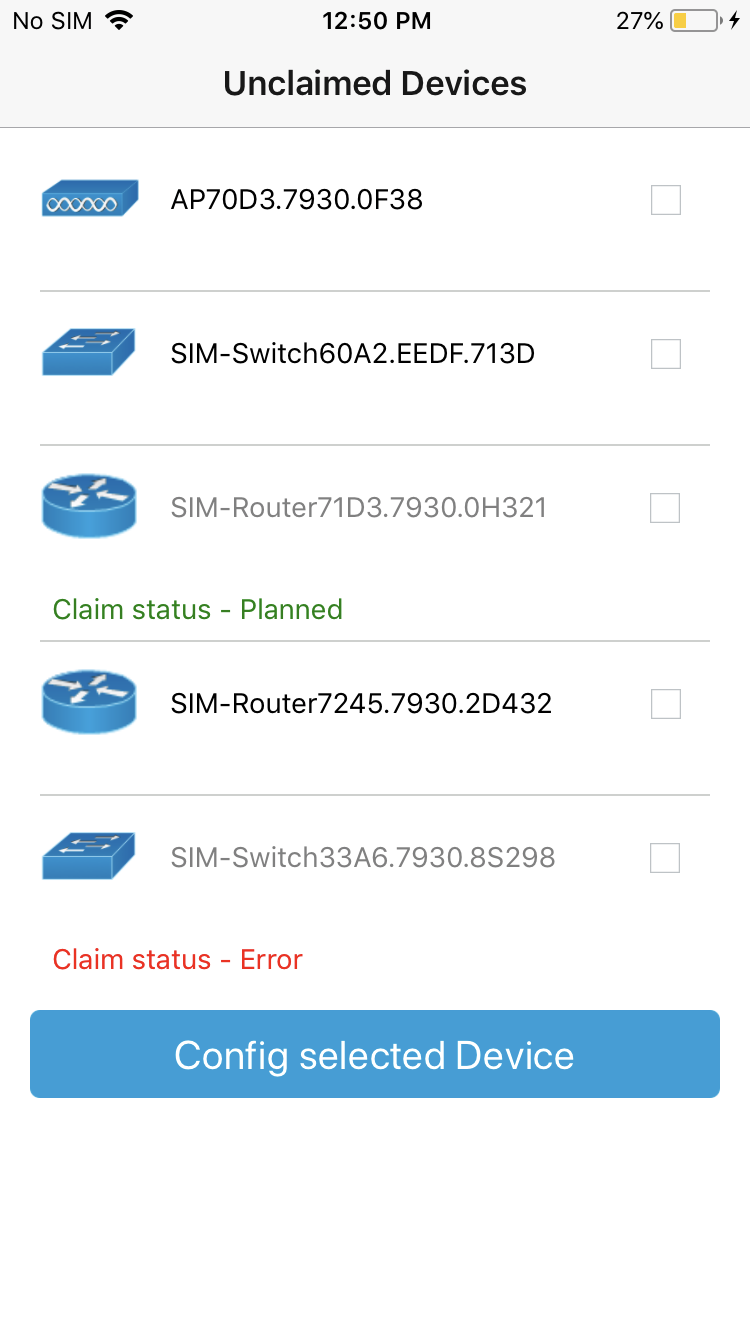 No SIM 12:50 PM 27%
Unclaimed Devices
AP70D3.7930.0F38
SIM-Switch60A2.EEDF.713D
SIM-Router71D3.7930.0H321
Claim status - Planned
SIM-Router7245.7930.2D432
SIM-Switch33A6.7930.8S298
Claim status - Error
Config selected Device